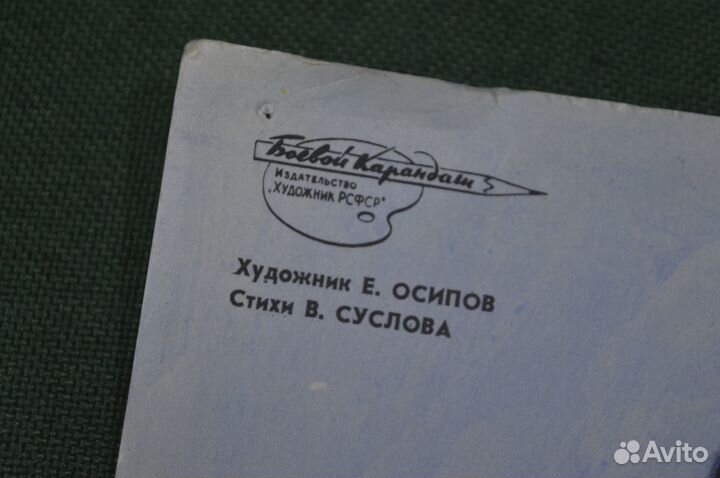 Боевой Карандаш
Издательство
„Художник РСФСР"
Художник Е. ОСИПОВ
Стихи В. СУСЛОВА
Avito